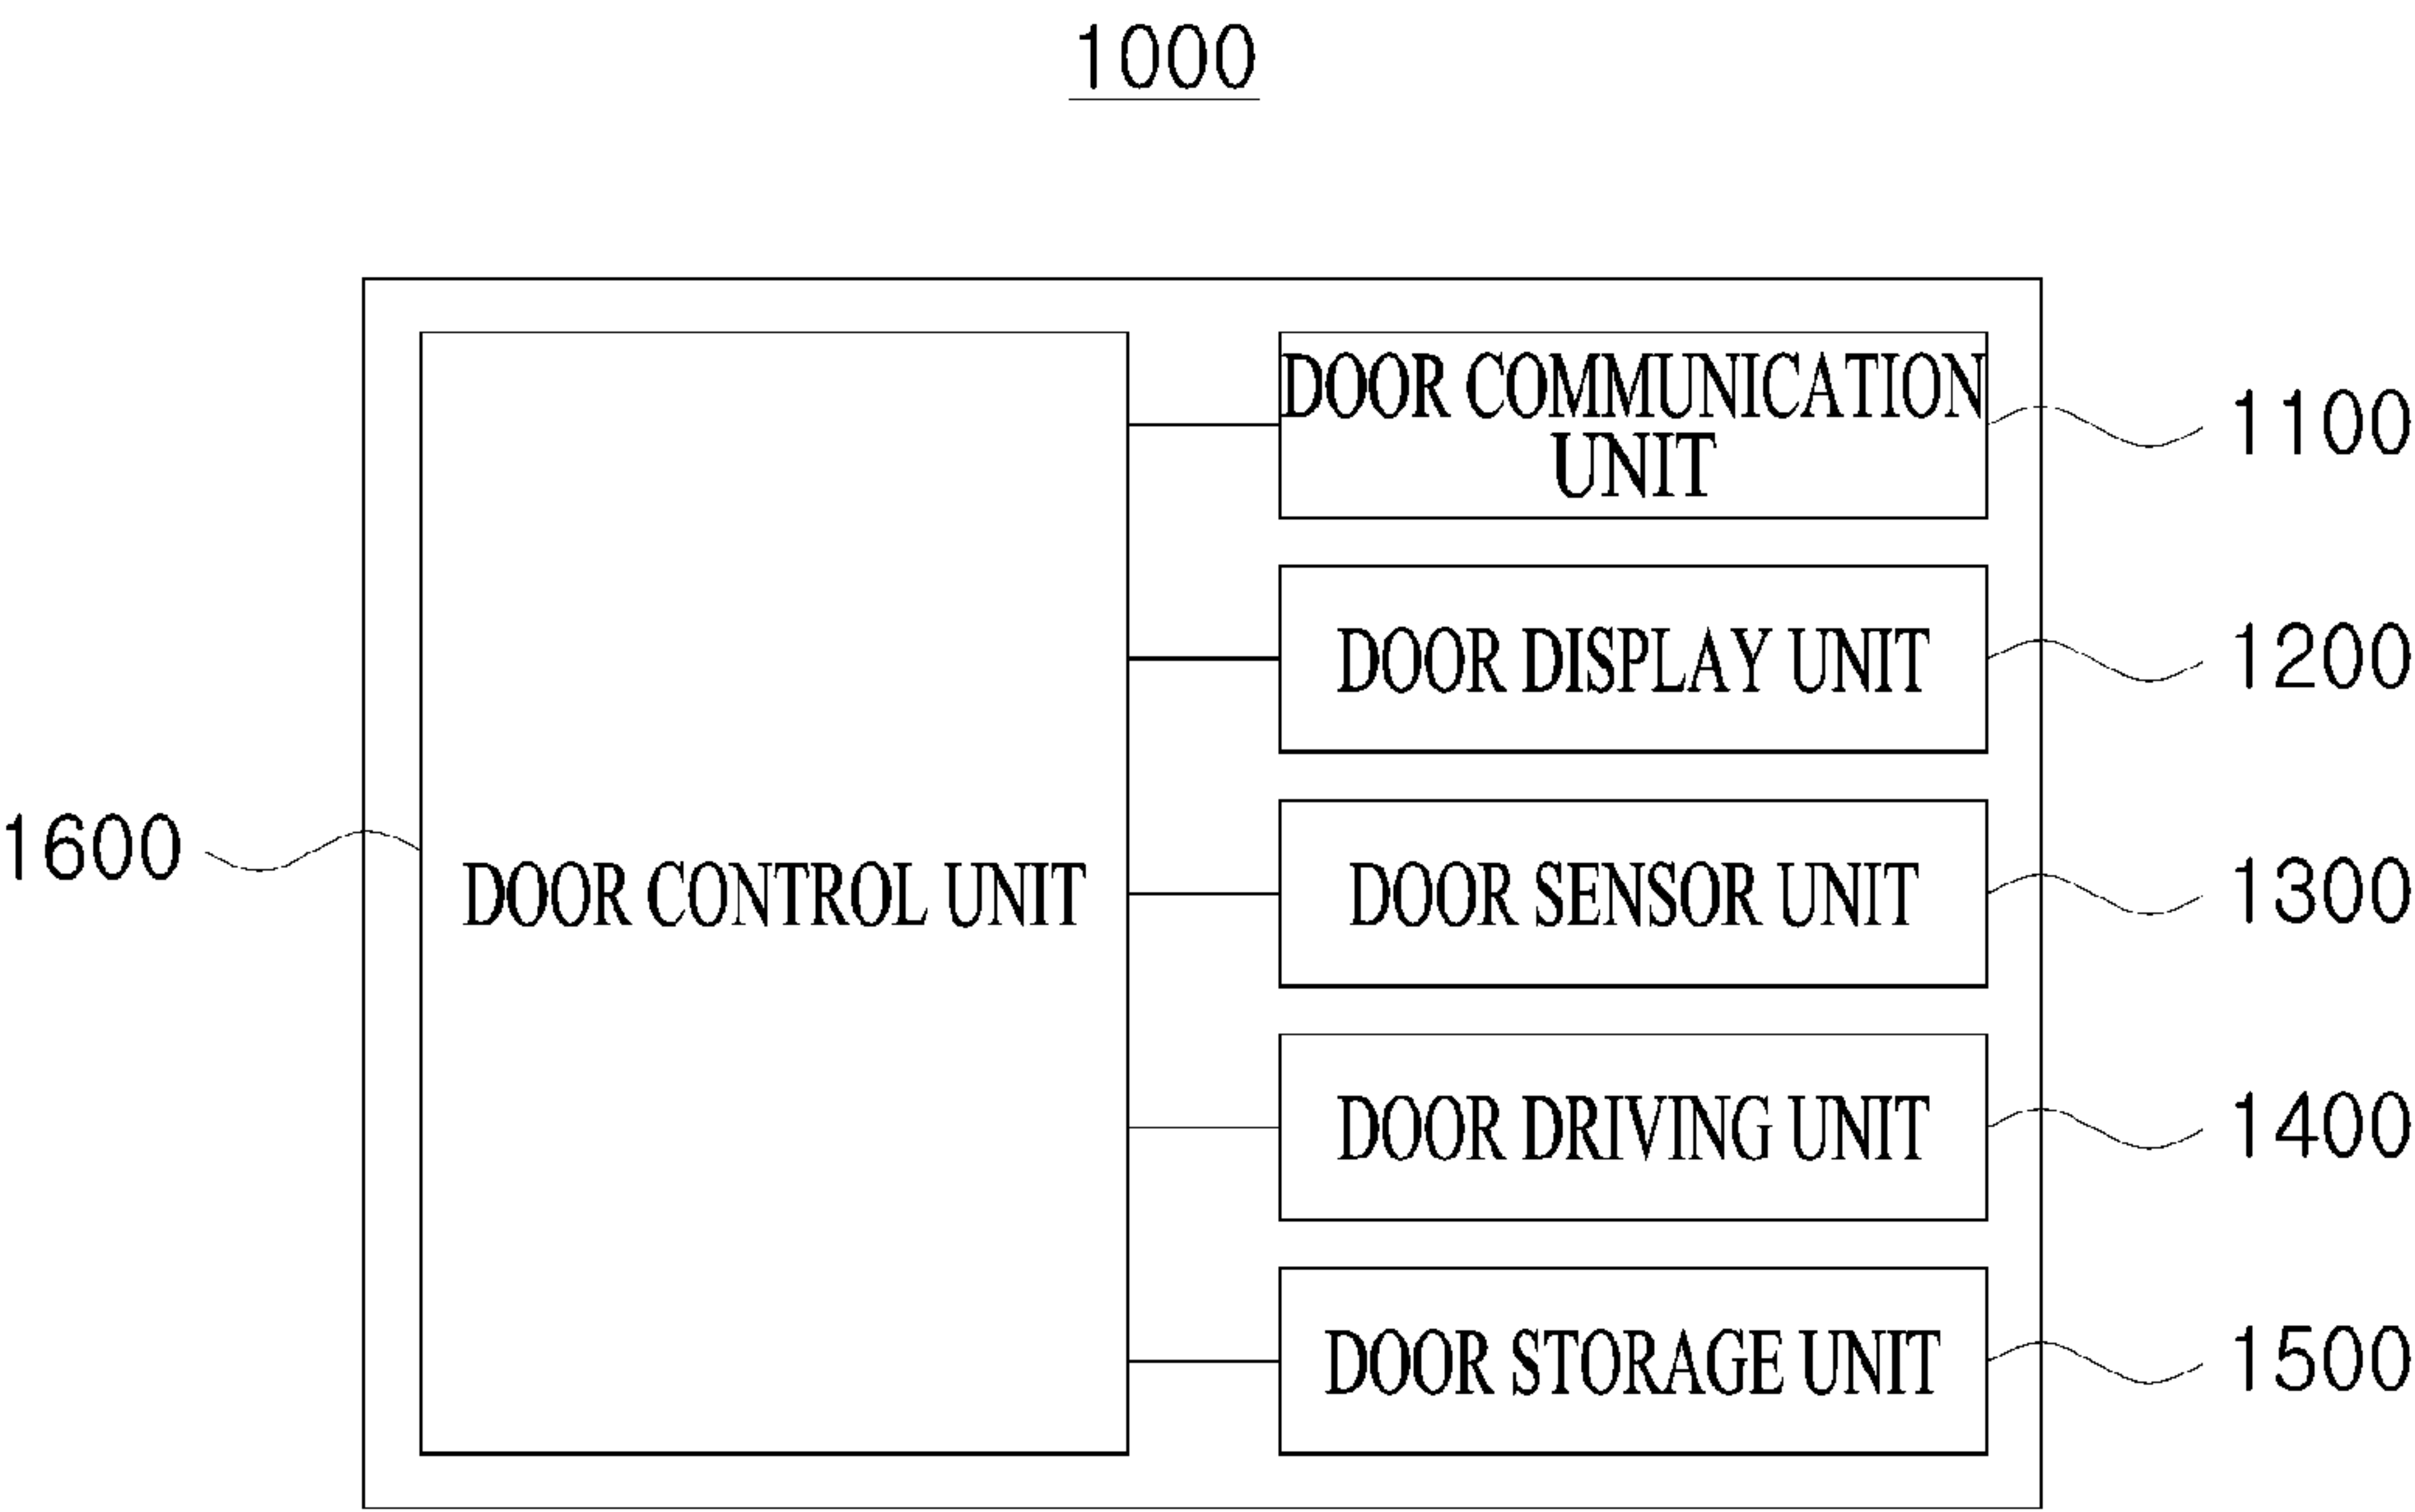 1000
DOOR COMMUNICATION
UNIT
1100
DOOR DISPLAY UNIT
1200
1600
DOOR CONTROL UNIT
DOOR SENSOR UNIT
1300
DOOR DRIVING UNIT
1400
DOOR STORAGE UNIT
1500